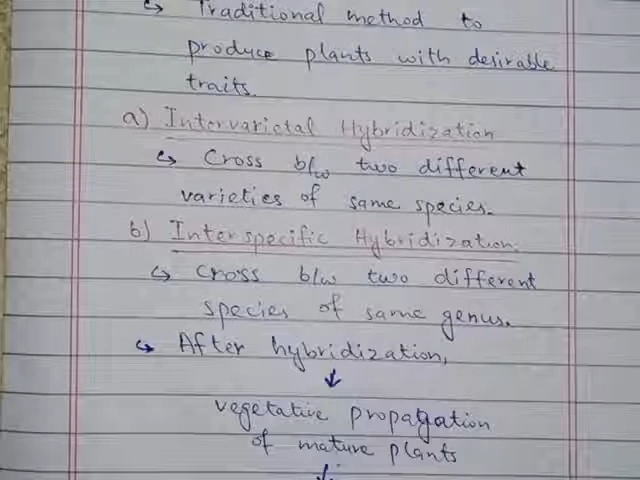 ↳ Traditional method to
produce plants with desirable
traits.
a) Intervarietal Hybridization
↳ Cross b/w two different
varieties of same species.
b) Interspecific Hybridization.
↳ Cross b/w two different
species of same genus.
↳ After hybridization,
↓
vegetative propagation
of mature plants
↓